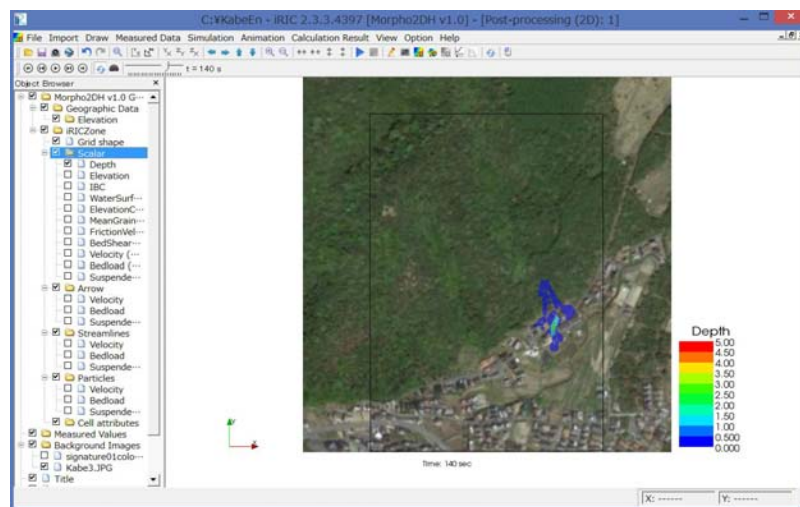 C:¥KabeEn - iRIC 2.3.3.4397 [Morpho2DH v1.0] - [Post-processing (2D): 1]
File Import Draw Measured Data Simulation Animation Calculation Result View Option Help
t = 140 s
Object Browser
Morpho2DH v1.0 G···
Geographic Data
Elevation
iRICZone
Grid shape
Scalar
Depth
Elevation
IBC
WaterSurf···
ElevationC···
MeanGrain···
FrictionVel···
BedShear···
Velocity (···
Bedload (···
Suspende···
Arrow
Velocity
Bedload
Suspende···
Streamlines
Velocity
Bedload
Suspende···
Particles
Velocity
Bedload
Suspende···
Cell attributes
Measured Values
Background Images
signature01colo···
Kabe3.JPG
Title
Depth
5.00
4.50
4.00
3.50
3.00
2.50
2.00
1.50
1.00
0.500
0.000
Y
X
Time: 140 sec
X: ------
Y: ------